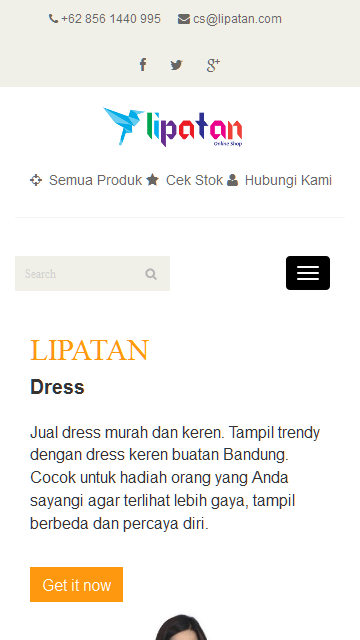 +62 856 1440 995 cs@lipatan.com
lipatan
Online Shop
Semua Produk Cek Stok Hubungi Kami
Search
LIPATAN
Dress
Jual dress murah dan keren. Tampil trendy
dengan dress keren buatan Bandung.
Cocok untuk hadiah orang yang Anda
sayangi agar terlihat lebih gaya, tampil
berbeda dan percaya diri.
Get it now